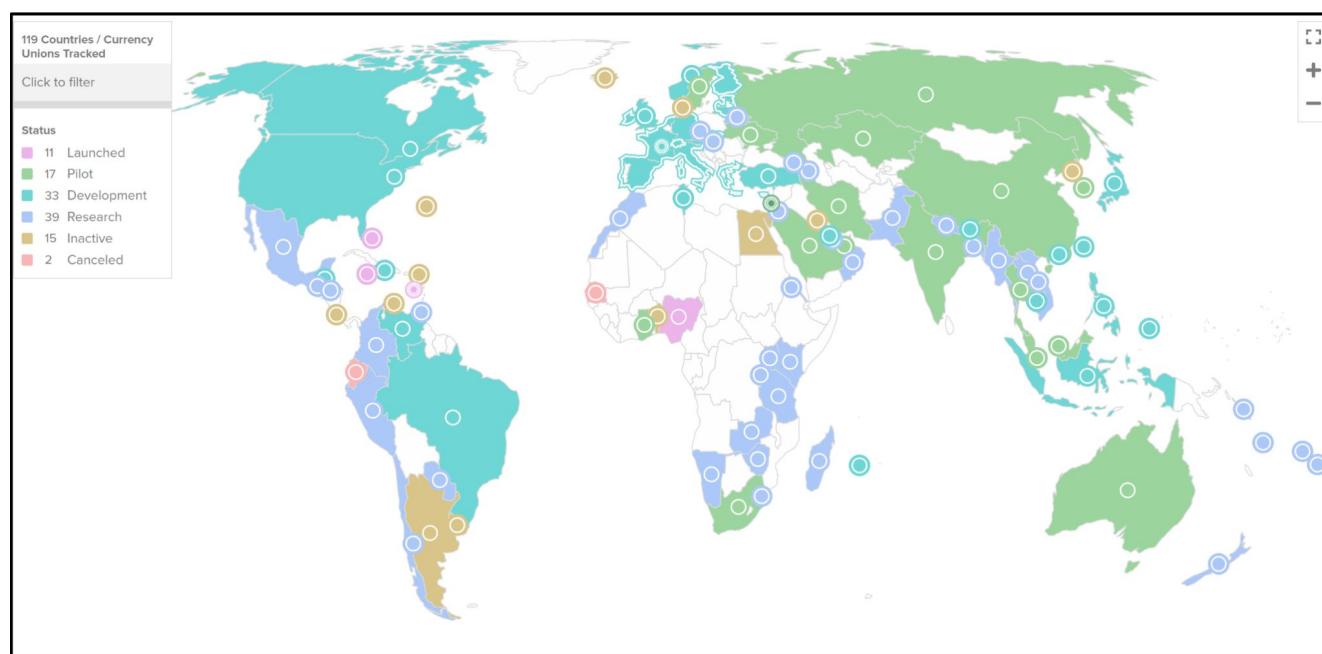 119 Countries / Currency
Unions Tracked
Click to filter
Status
11 Launched
17 Pilot
33 Development
39 Research
15 Inactive
2 Canceled